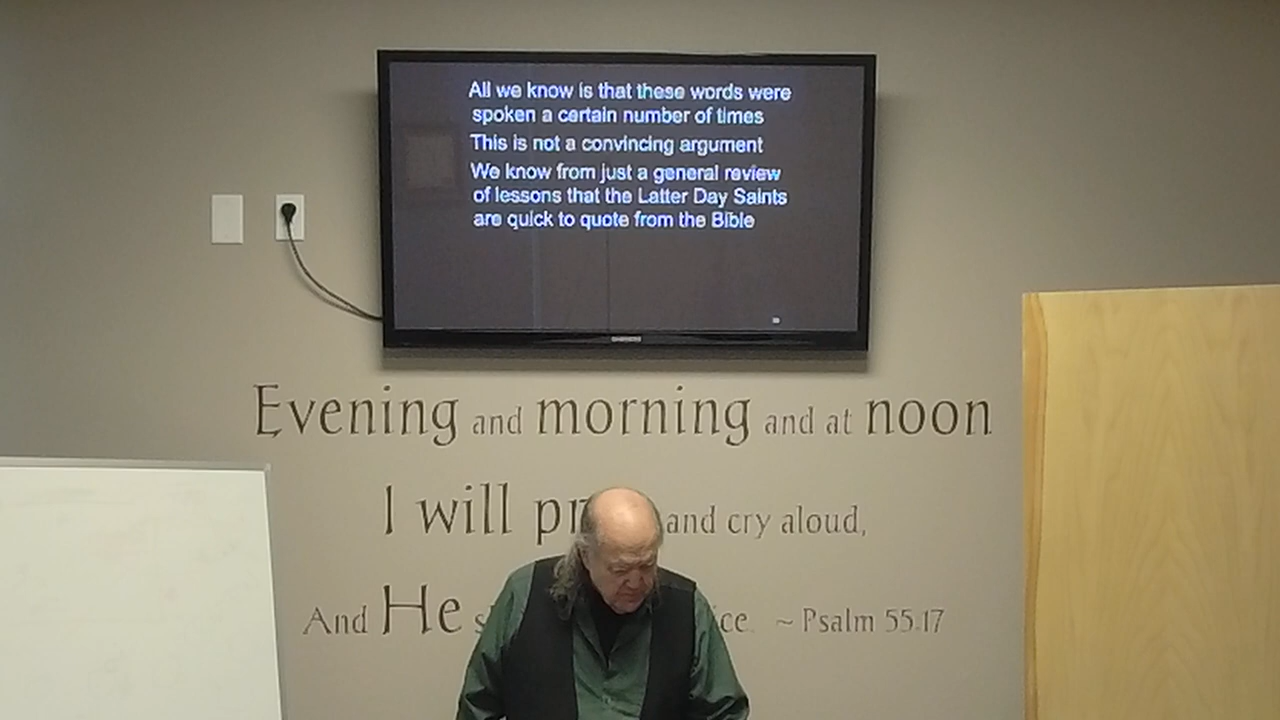 All we know is that these words were
spoken a certain number of times
This is not a convincing argument
We know from just a general review
of lessons that the Latter Day Saints
are quick to quote from the Bible
Evening and morning and at noon
I will and cry aloud,
And He ~ Psalm 55:17